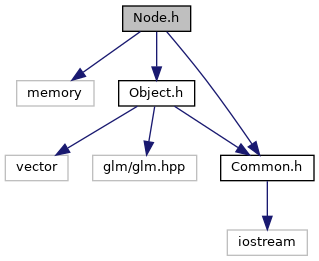 Node.h
memory
Object.h
vector
glm/glm.hpp
Common.h
iostream